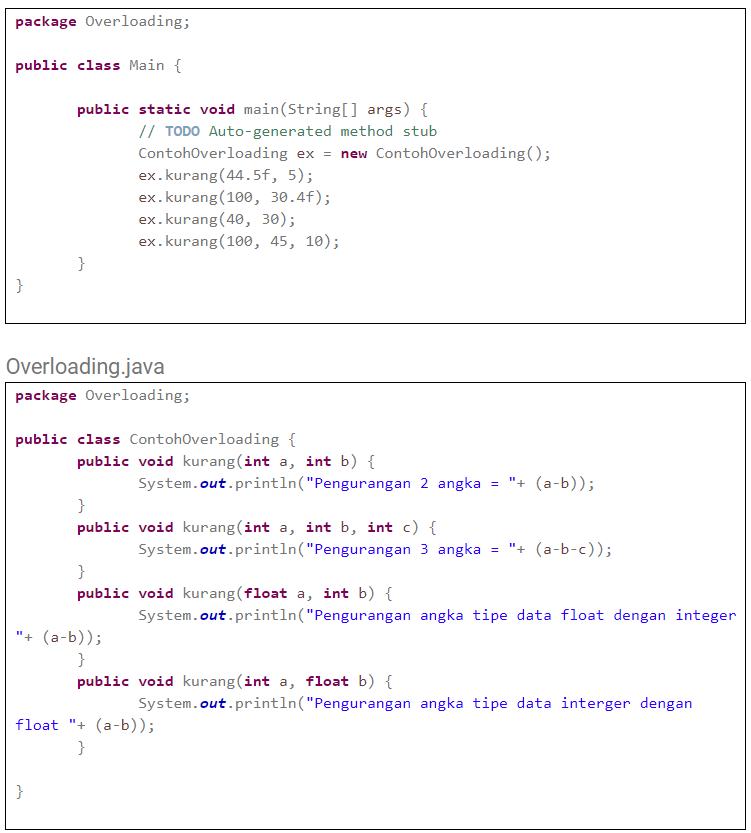 package Overloading;
public class Main {
public static void main(String[] args) {
// TODO Auto-generated method stub
ContohOverloading ex = new ContohOverloading();
ex.kurang(44.5f, 5);
ex.kurang(100, 30.4f);
ex.kurang(40, 30);
ex.kurang(100, 45, 10);
}
}
Overloading.java
package Overloading;
public class ContohOverloading {
public void kurang(int a, int b) {
System.out.println("Pengurangan 2 angka = "+ (a-b));
}
public void kurang(int a, int b, int c) {
System.out.println("Pengurangan 3 angka = "+ (a-b-c));
}
public void kurang(float a, int b) {
System.out.println("Pengurangan angka tipe data float dengan integer
"+ (a-b));
}
public void kurang(int a, float b) {
System.out.println("Pengurangan angka tipe data interger dengan
float "+ (a-b));
}
}